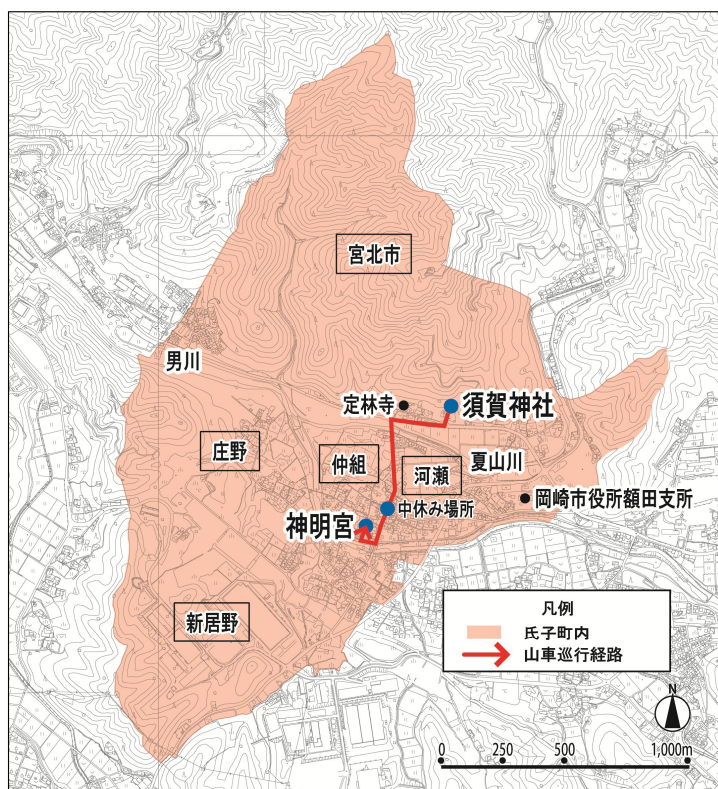 宮北市
男川
定林寺
須賀神社
庄野
仲組
河瀬
夏山川
岡崎市役所額田支所
中休み場所
神明宮
新居野
凡例
氏子町内
山車巡行経路
N
0 250 500 1,000m